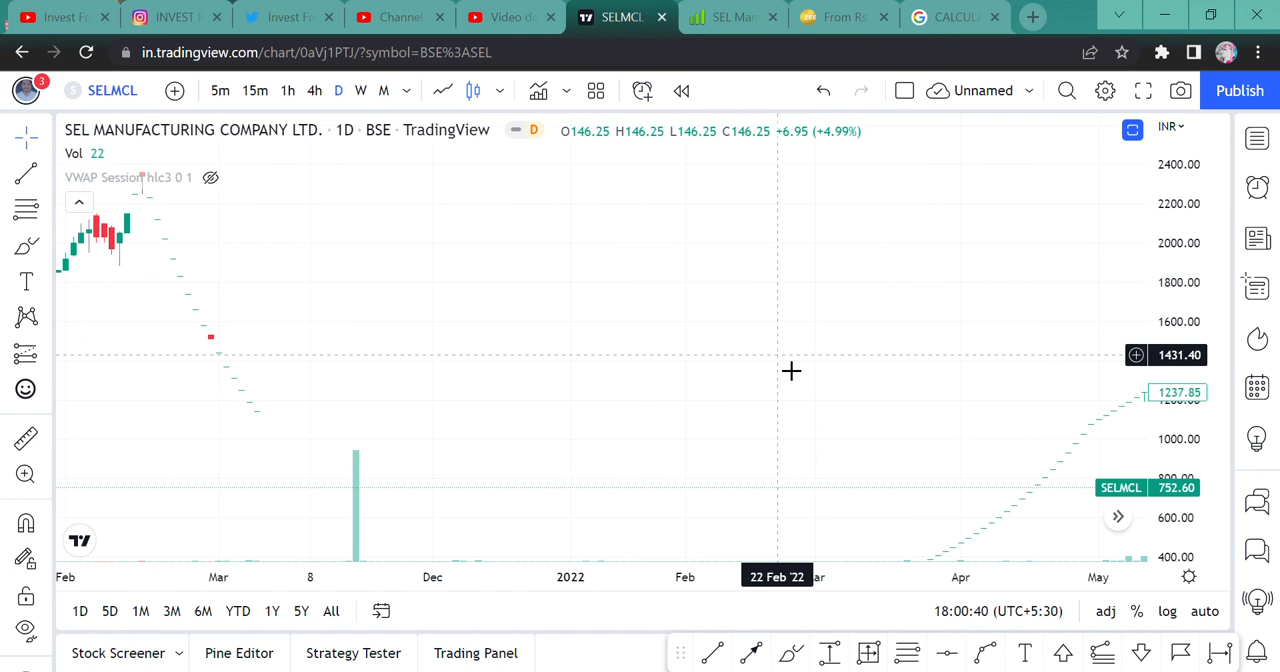 Invest Fo
INVEST F
Invest Fo
Channel
Video de
SELMCL
SEL Man
From Rs
CALCUL
in.tradingview.com/chart/0aVj1PTJ/?symbol=BSE%3ASEL
3
S SELMCL
5m 15m 1h 4h D W M
Unnamed
Publish
SEL MANUFACTURING COMPANY LTD. · 1D · BSE · TradingView
D
O146.25 H146.25 L146.25 C146.25 +6.95 (+4.99%)
INR
Vol 22
VWAP Session hlc3 0 1
2400.00
2200.00
2000.00
1800.00
1600.00
1431.40
1237.85
1200.00
1000.00
800.00
SELMCL 752.60
600.00
400.00
Feb Mar 8 Dec 2022 Feb 22 Feb '22 ar Apr May
1D 5D 1M 3M 6M YTD 1Y 5Y All
18:00:40 (UTC+5:30)
adj % log auto
Stock Screener
Pine Editor
Strategy Tester
Trading Panel